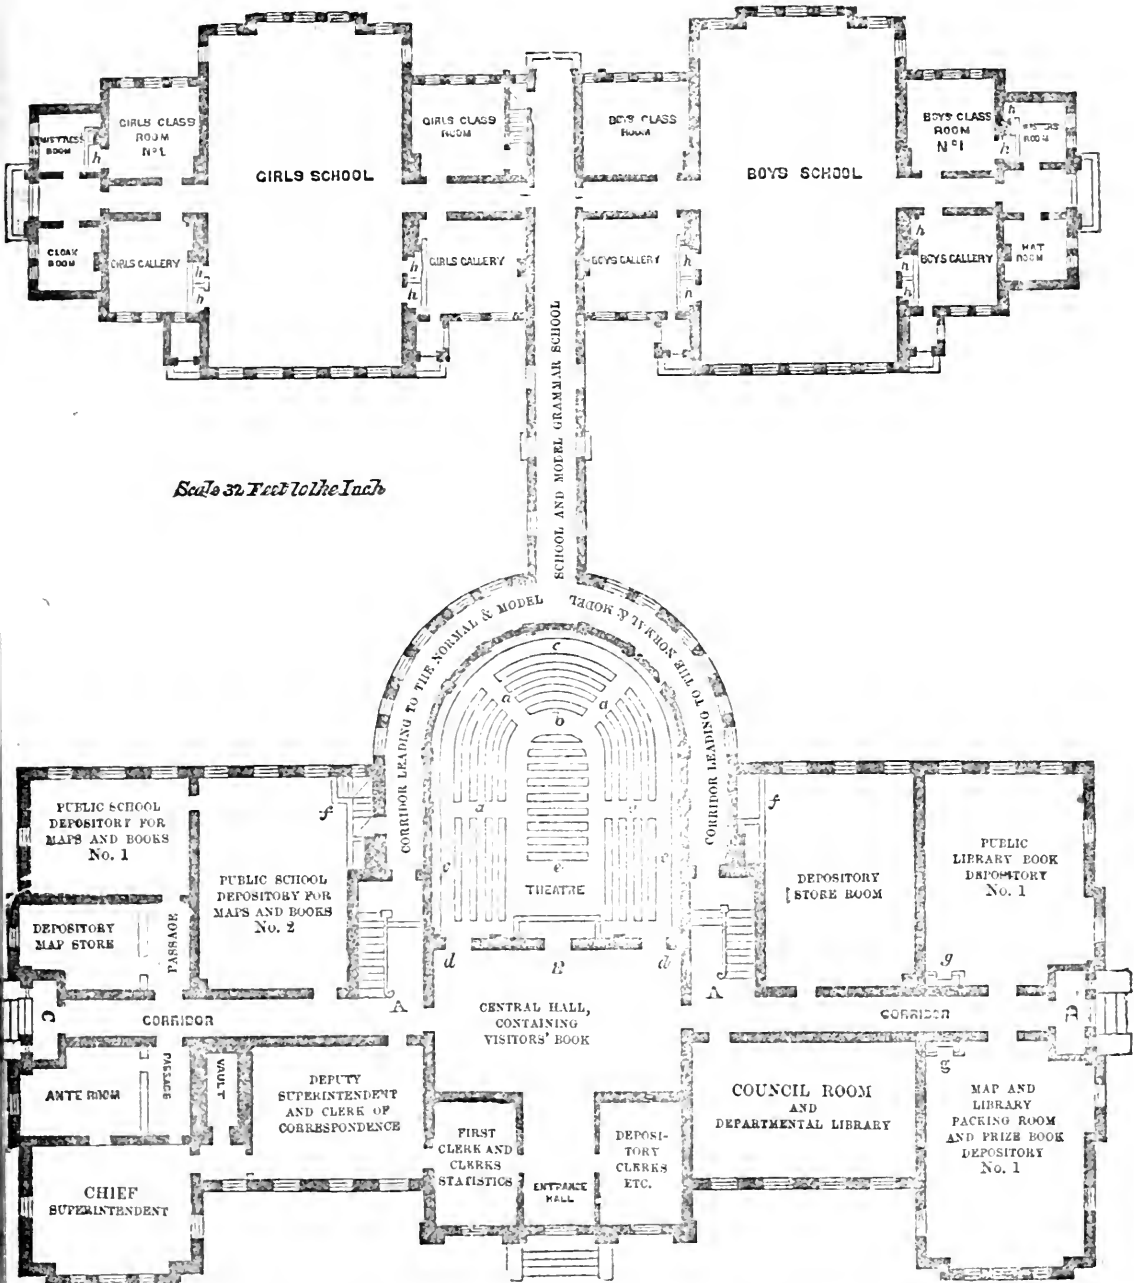 GIRLS CLASS
ROOM
Nº1.
MISTRESS
ROOM
h
CLOAK
ROOM
GIRLS GALLERY
h
h
GIRLS SCHOOL
GIRLS CLASS
ROOM
GIRLS GALLERY
h
h
BOYS CLASS
ROOM
BOYS GALLERY
h
h
BOYS SCHOOL
BOYS CLASS
ROOM
Nº1
h
h
MASTERS
ROOM
h
h
h
BOYS GALLERY
HAT
ROOM
Scale 32 Feet to the Inch
SCHOOL AND MODEL GRAMMAR SCHOOL
CORRIDOR LEADING TO THE NORMAL & MODEL
CORRIDOR LEADING TO THE NORMAL & MODEL
c
a
a
b
a
c
e
THEATRE
d
d
PUBLIC SCHOOL
DEPOSITORY FOR
MAPS AND BOOKS
No. 1
f
PUBLIC SCHOOL
DEPOSITORY FOR
MAPS AND BOOKS
No. 2
DEPOSITORY
MAP STORE
PASSAGE
f
DEPOSITORY
STORE ROOM
PUBLIC
LIBRARY BOOK
DEPOSITORY
No. 1
g
A
A
C
CORRIDOR
CENTRAL HALL,
CONTAINING
VISITORS' BOOK
CORRIDOR
C
g
ANTE ROOM
PASSAGE
VAULT
DEPUTY
SUPERINTENDENT
AND CLERK OF
CORRESPONDENCE
COUNCIL ROOM
AND
DEPARTMENTAL LIBRARY
MAP AND
LIBRARY
PACKING ROOM
AND PRIZE BOOK
DEPOSITORY
No. 1
FIRST
CLERK AND
CLERKS
STATISTICS
ENTRANCE
HALL
DEPOSI-
TORY
CLERKS
ETC.
CHIEF
SUPERINTENDENT